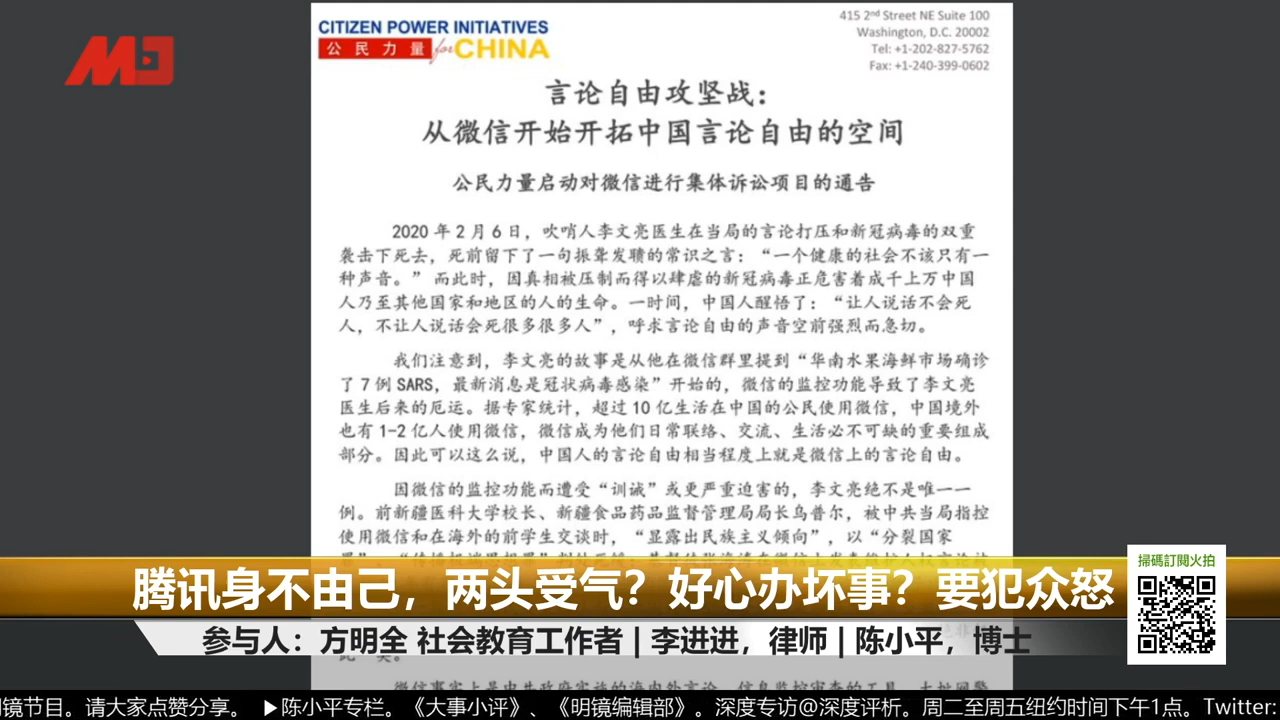 MD
CITIZEN POWER INITIATIVES
公民力量 for CHINA
415 2nd Street NE Suite 100
Washington, D.C. 20002
Tel: +1-202-827-5762
Fax: +1-240-399-0602
言论自由攻坚战：
从微信开始开拓中国言论自由的空间
公民力量启动对微信进行集体诉讼项目的通告
2020 年 2 月 6 日，吹哨人李文亮医生在当局的言论打压和新冠病毒的双重
袭击下死去，死前留下了一句振聋发聩的常识之言：“一个健康的社会不该只有一
种声音。” 而此时，因真相被压制而得以肆虐的新冠病毒正危害着成千上万中国
人乃至其他国家和地区的人的生命。一时间，中国人醒悟了：“让人说话不会死
人，不让人说话会死很多很多人”，呼求言论自由的声音空前强烈而急切。
我们注意到，李文亮的故事是从他在微信群里提到“华南水果海鲜市场确诊
了 7 例 SARS，最新消息是冠状病毒感染”开始的，微信的监控功能导致了李文亮
医生后来的厄运。据专家统计，超过 10 亿生活在中国的公民使用微信，中国境外
也有 1-2 亿人使用微信，微信成为他们日常联络、交流、生活必不可缺的重要组成
部分。因此可以这么说，中国人的言论自由相当程度上就是微信上的言论自由。
因微信的监控功能而遭受“训诫”或更严重迫害的，李文亮绝不是唯一一
例。前新疆医科大学校长、新疆食品药品监督管理局局长乌普尔，被中共当局指控
使用微信和在海外的前学生交谈时，“显露出民族主义倾向”，以“分裂国家
腾讯身不由己，两头受气？好心办坏事？要犯众怒
扫碼訂閱火拍
参与人：方明全 社会教育工作者 | 李进进，律师 | 陈小平，博士
镜节目。请大家点赞分享。 ▶陈小平专栏。《大事小评》、《明镜编辑部》。深度专访@深度评析。周二至周五纽约时间下午1点。Twitter: